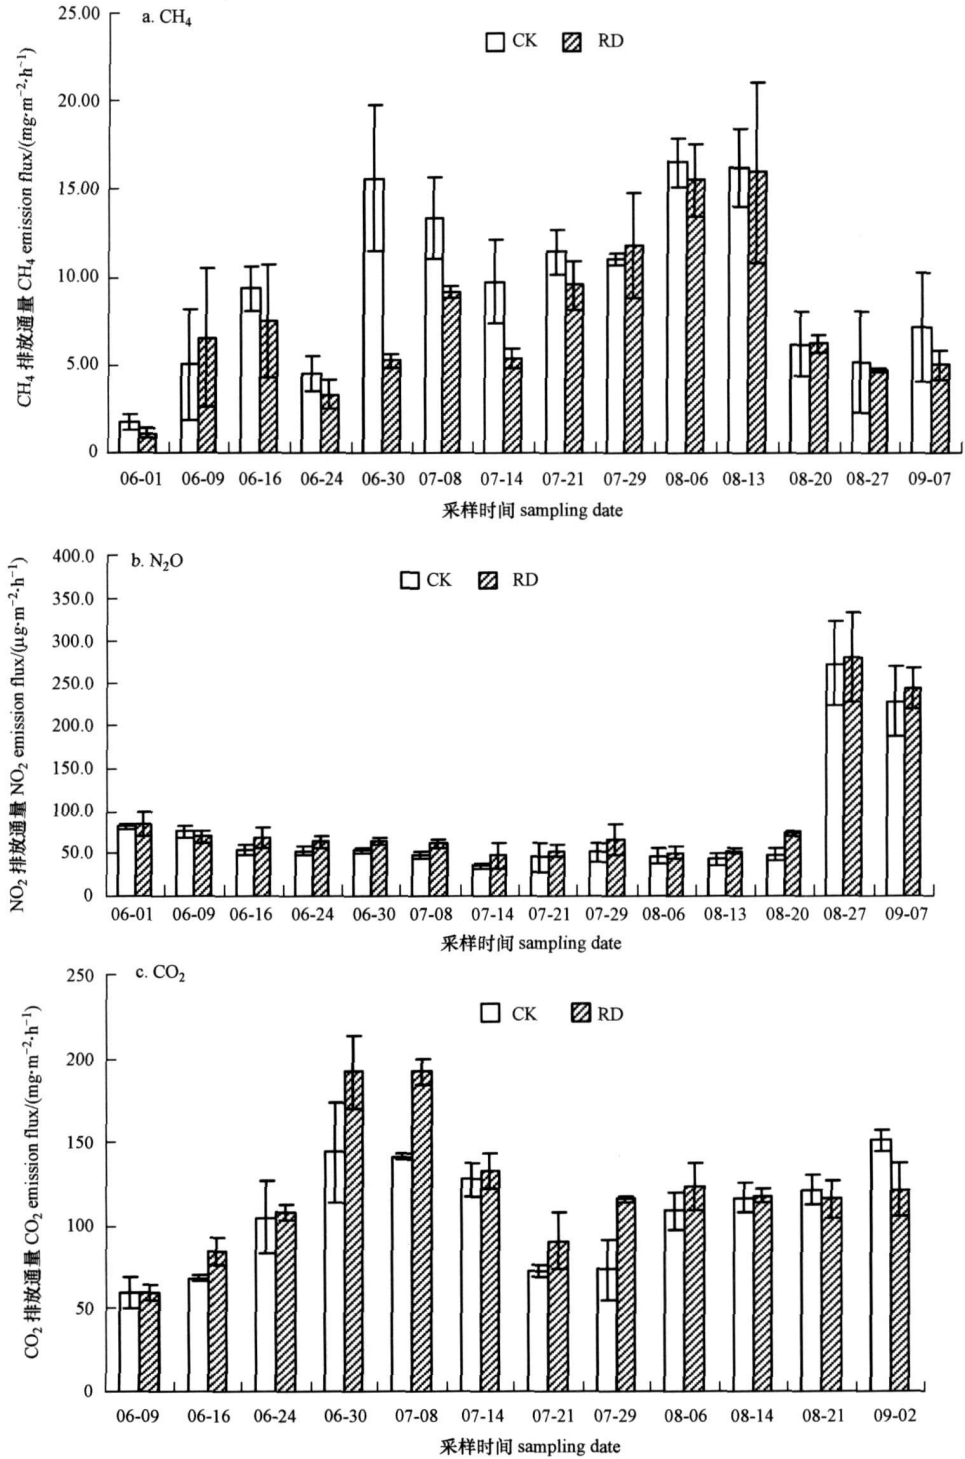 a. CH₄
CK RD
CH₄ 排放通量 CH₄ emission flux/(mg·m⁻²·h⁻¹)
25.00
20.00
15.00
10.00
5.00
0
06-01 06-09 06-16 06-24 06-30 07-08 07-14 07-21 07-29 08-06 08-13 08-20 08-27 09-07
采样时间 sampling date
b. N₂O
CK RD
NO₂ 排放通量 NO₂ emission flux/(μg·m⁻²·h⁻¹)
400.0
350.0
300.0
250.0
200.0
150.0
100.0
50.0
0
06-01 06-09 06-16 06-24 06-30 07-08 07-14 07-21 07-29 08-06 08-13 08-20 08-27 09-07
采样时间 sampling date
c. CO₂
CK RD
CO₂ 排放通量 CO₂ emission flux/(mg·m⁻²·h⁻¹)
250
200
150
100
50
0
06-09 06-16 06-24 06-30 07-08 07-14 07-21 07-29 08-06 08-14 08-21 09-02
采样时间 sampling date